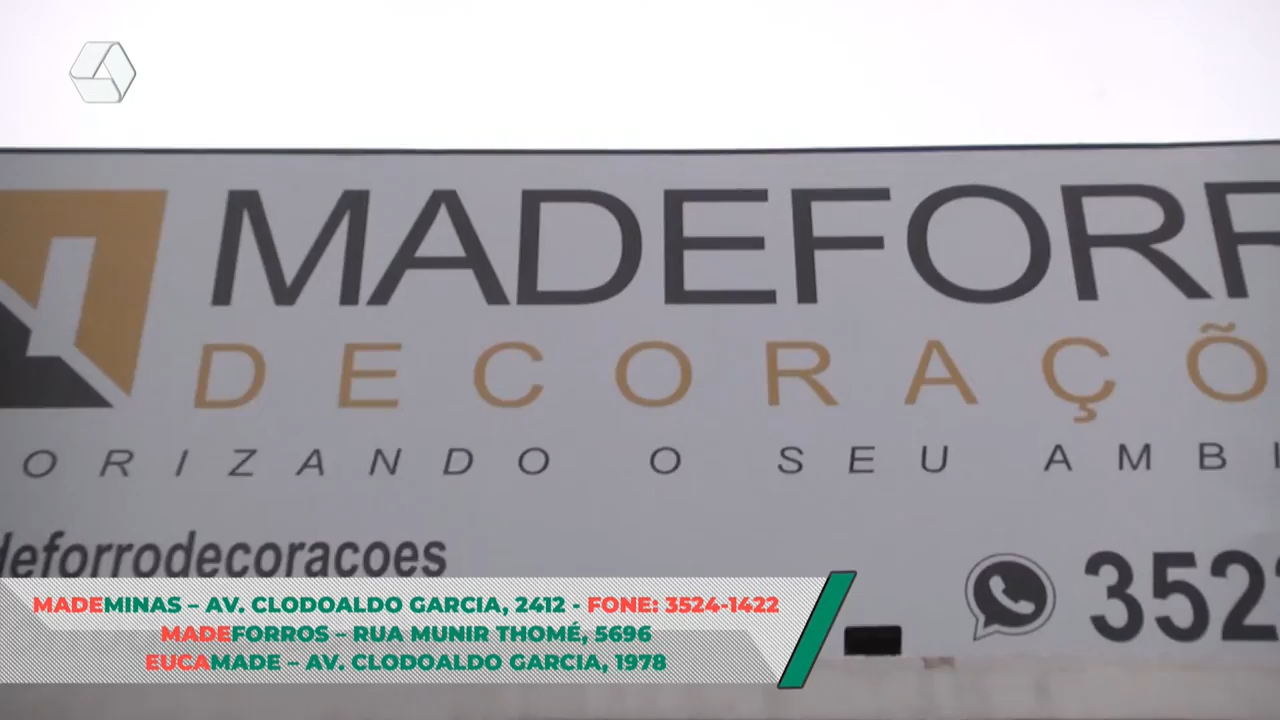 MADEFORR
DECORAÇÕ
ORIZANDO O SEU AMBI
deforrodecoracoes
352
MADEMINAS – AV. CLODOALDO GARCIA, 2412 - FONE: 3524-1422
MADEFORROS – RUA MUNIR THOMÉ, 5696
EUCAMADE – AV. CLODOALDO GARCIA, 1978